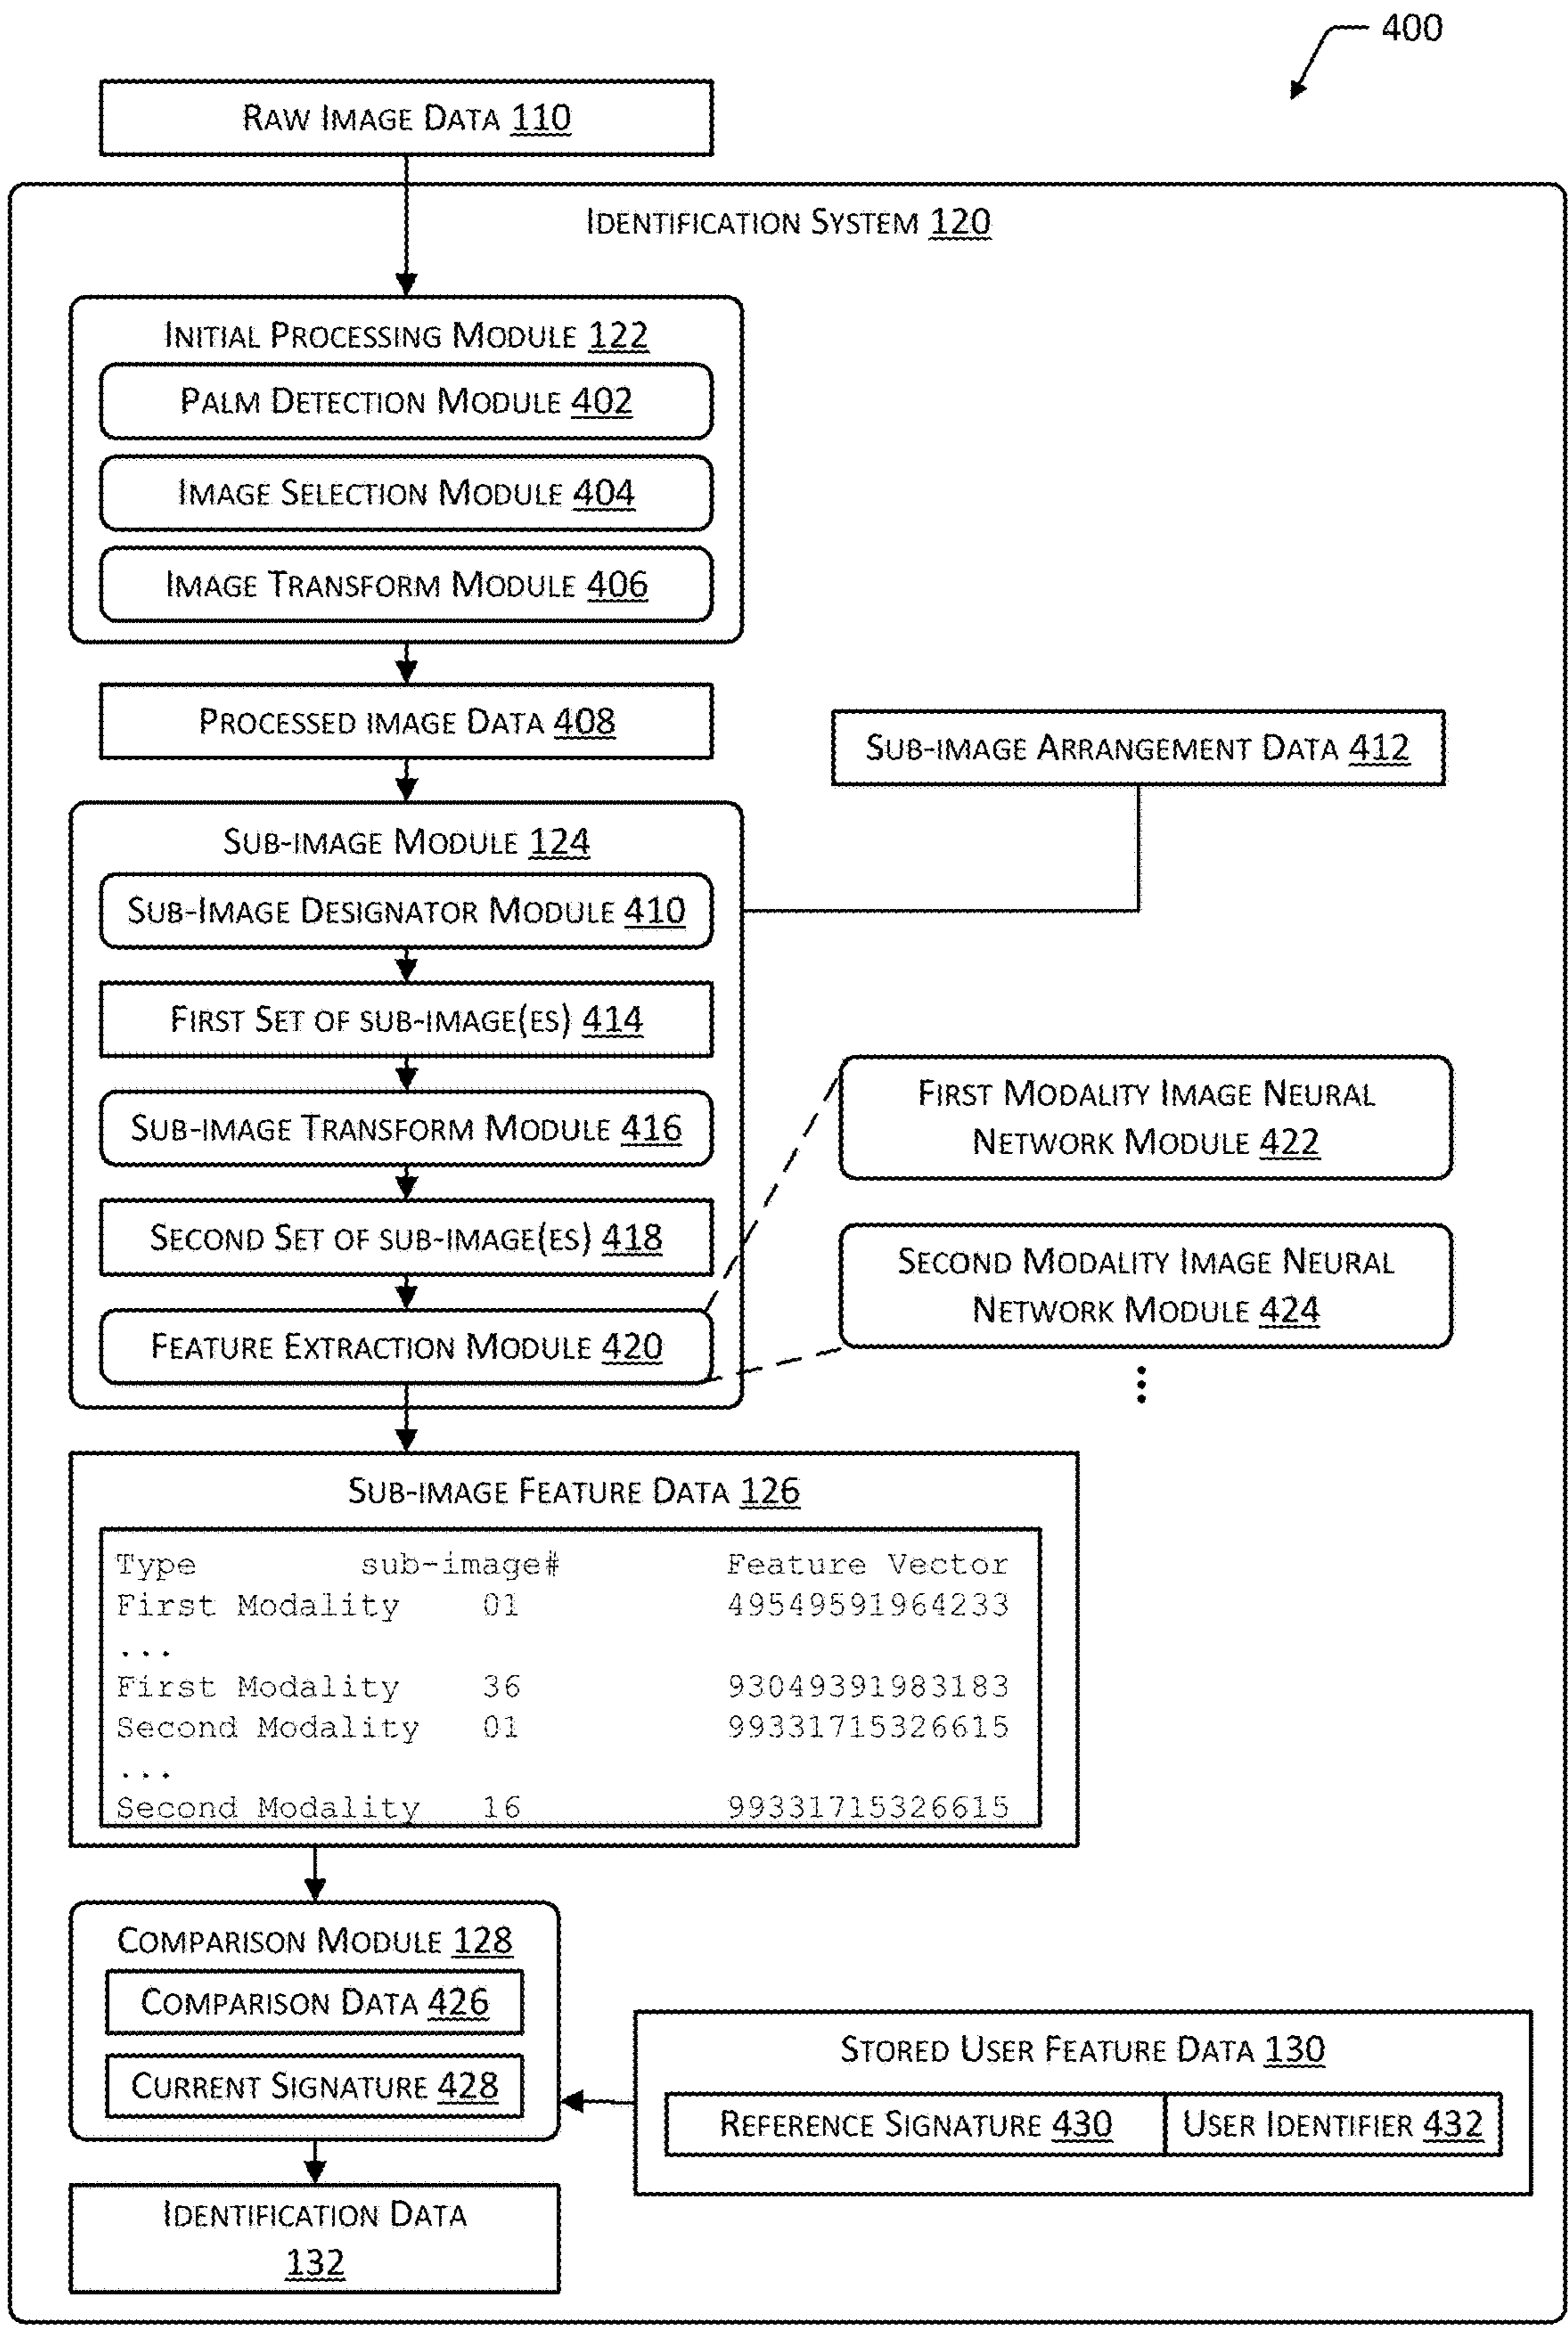 400
RAW IMAGE DATA 110
IDENTIFICATION SYSTEM 120
INITIAL PROCESSING MODULE 122
PALM DETECTION MODULE 402
IMAGE SELECTION MODULE 404
IMAGE TRANSFORM MODULE 406
PROCESSED IMAGE DATA 408
SUB-IMAGE ARRANGEMENT DATA 412
SUB-IMAGE MODULE 124
SUB-IMAGE DESIGNATOR MODULE 410
FIRST SET OF SUB-IMAGE(ES) 414
SUB-IMAGE TRANSFORM MODULE 416
SECOND SET OF SUB-IMAGE(ES) 418
FEATURE EXTRACTION MODULE 420
FIRST MODALITY IMAGE NEURAL
NETWORK MODULE 422
SECOND MODALITY IMAGE NEURAL
NETWORK MODULE 424
SUB-IMAGE FEATURE DATA 126
Type sub-image# Feature Vector
First Modality 01 49549591964233
...
First Modality 36 93049391983183
Second Modality 01 99331715326615
...
Second Modality 16 99331715326615
COMPARISON MODULE 128
COMPARISON DATA 426
CURRENT SIGNATURE 428
STORED USER FEATURE DATA 130
REFERENCE SIGNATURE 430 USER IDENTIFIER 432
IDENTIFICATION DATA
132